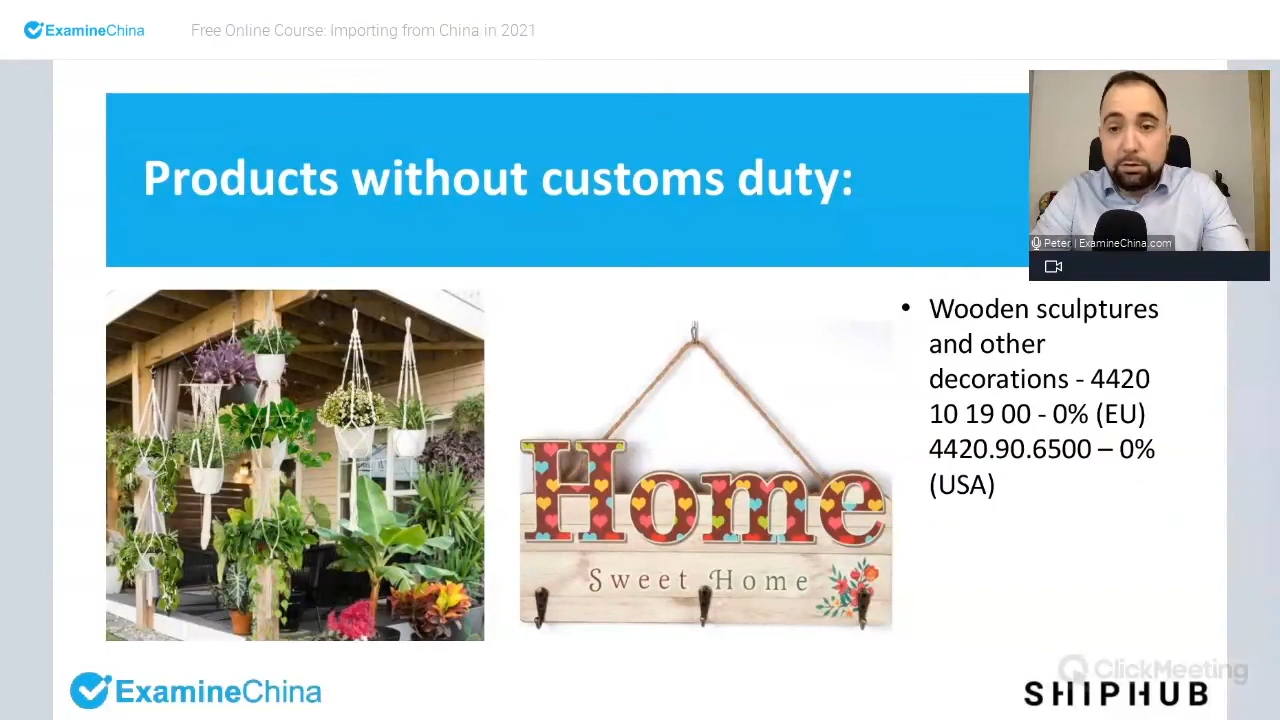 ExamineChina
Free Online Course: Importing from China in 2021
Products without customs duty:
Peter | ExamineChina.com
• Wooden sculptures
and other
decorations - 4420
10 19 00 - 0% (EU)
4420.90.6500 – 0%
(USA)
Home
Sweet Home
ExamineChina
ClickMeeting
SHIPHUB